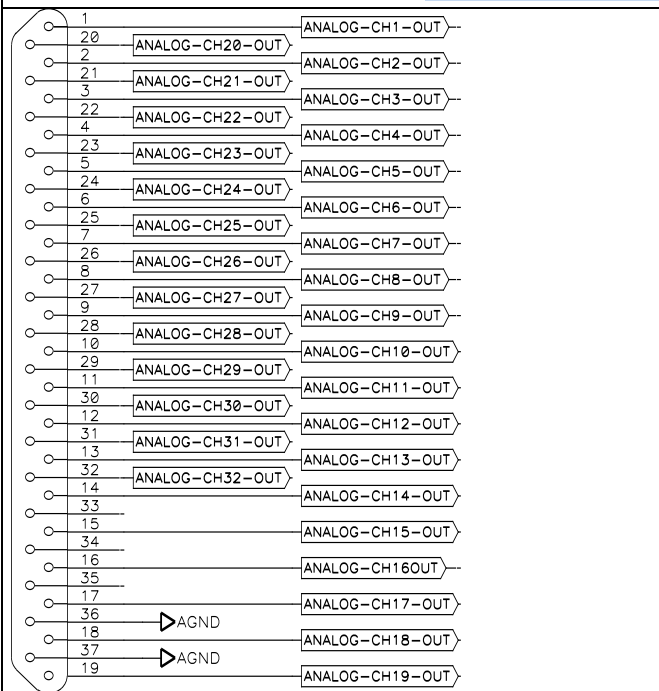 1 ANALOG-CH1-OUT
20 ANALOG-CH20-OUT
2 ANALOG-CH2-OUT
21 ANALOG-CH21-OUT
3 ANALOG-CH3-OUT
22 ANALOG-CH22-OUT
4 ANALOG-CH4-OUT
23 ANALOG-CH23-OUT
5 ANALOG-CH5-OUT
24 ANALOG-CH24-OUT
6 ANALOG-CH6-OUT
25 ANALOG-CH25-OUT
7 ANALOG-CH7-OUT
26 ANALOG-CH26-OUT
8 ANALOG-CH8-OUT
27 ANALOG-CH27-OUT
9 ANALOG-CH9-OUT
28 ANALOG-CH28-OUT
10 ANALOG-CH10-OUT
29 ANALOG-CH29-OUT
11 ANALOG-CH11-OUT
30 ANALOG-CH30-OUT
12 ANALOG-CH12-OUT
31 ANALOG-CH31-OUT
13 ANALOG-CH13-OUT
32 ANALOG-CH32-OUT
14 ANALOG-CH14-OUT
33
15 ANALOG-CH15-OUT
34
16 ANALOG-CH16OUT
35
17 ANALOG-CH17-OUT
36 AGND
18 ANALOG-CH18-OUT
37 AGND
19 ANALOG-CH19-OUT